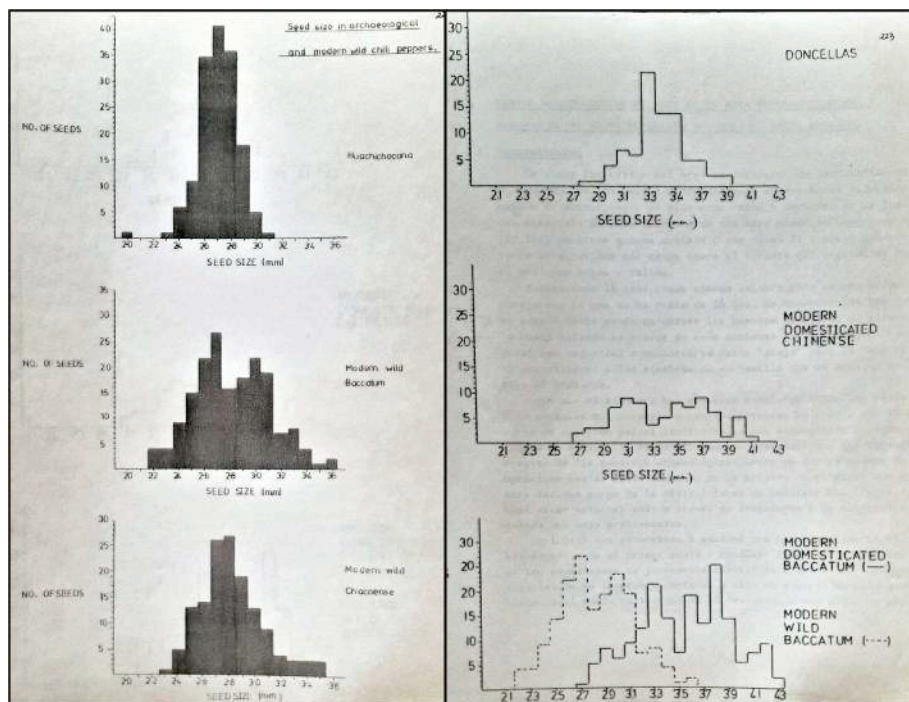 Seed size in archaeological
and modern wild chili peppers.
40
35
30
25
20
15
10
5
NO. OF SEEDS
Huachichocana
20 22 24 26 28 30 32 34 36
SEED SIZE (mm)
35
30
25
20
15
10
5
NO. OF SEEDS
Modern wild
Baccatum
20 22 24 26 28 30 32 34 36
SEED SIZE (mm)
30
25
20
15
10
5
NO. OF SEEDS
Modern wild
Chacoense
20 22 24 26 28 30 32 34 36
SEED SIZE (mm)
223
DONCELLAS
30
25
20
15
10
5
21 23 25 27 29 31 33 35 37 39 41 43
SEED SIZE (mm)
MODERN
DOMESTICATED
CHINENSE
30
25
20
15
10
5
21 23 25 27 29 31 33 35 37 39 41 43
SEED SIZE (mm)
MODERN
DOMESTICATED
BACCATUM (—)
MODERN
WILD
BACCATUM (----)
30
25
20
15
10
5
21 23 25 27 29 31 33 35 37 39 41 43